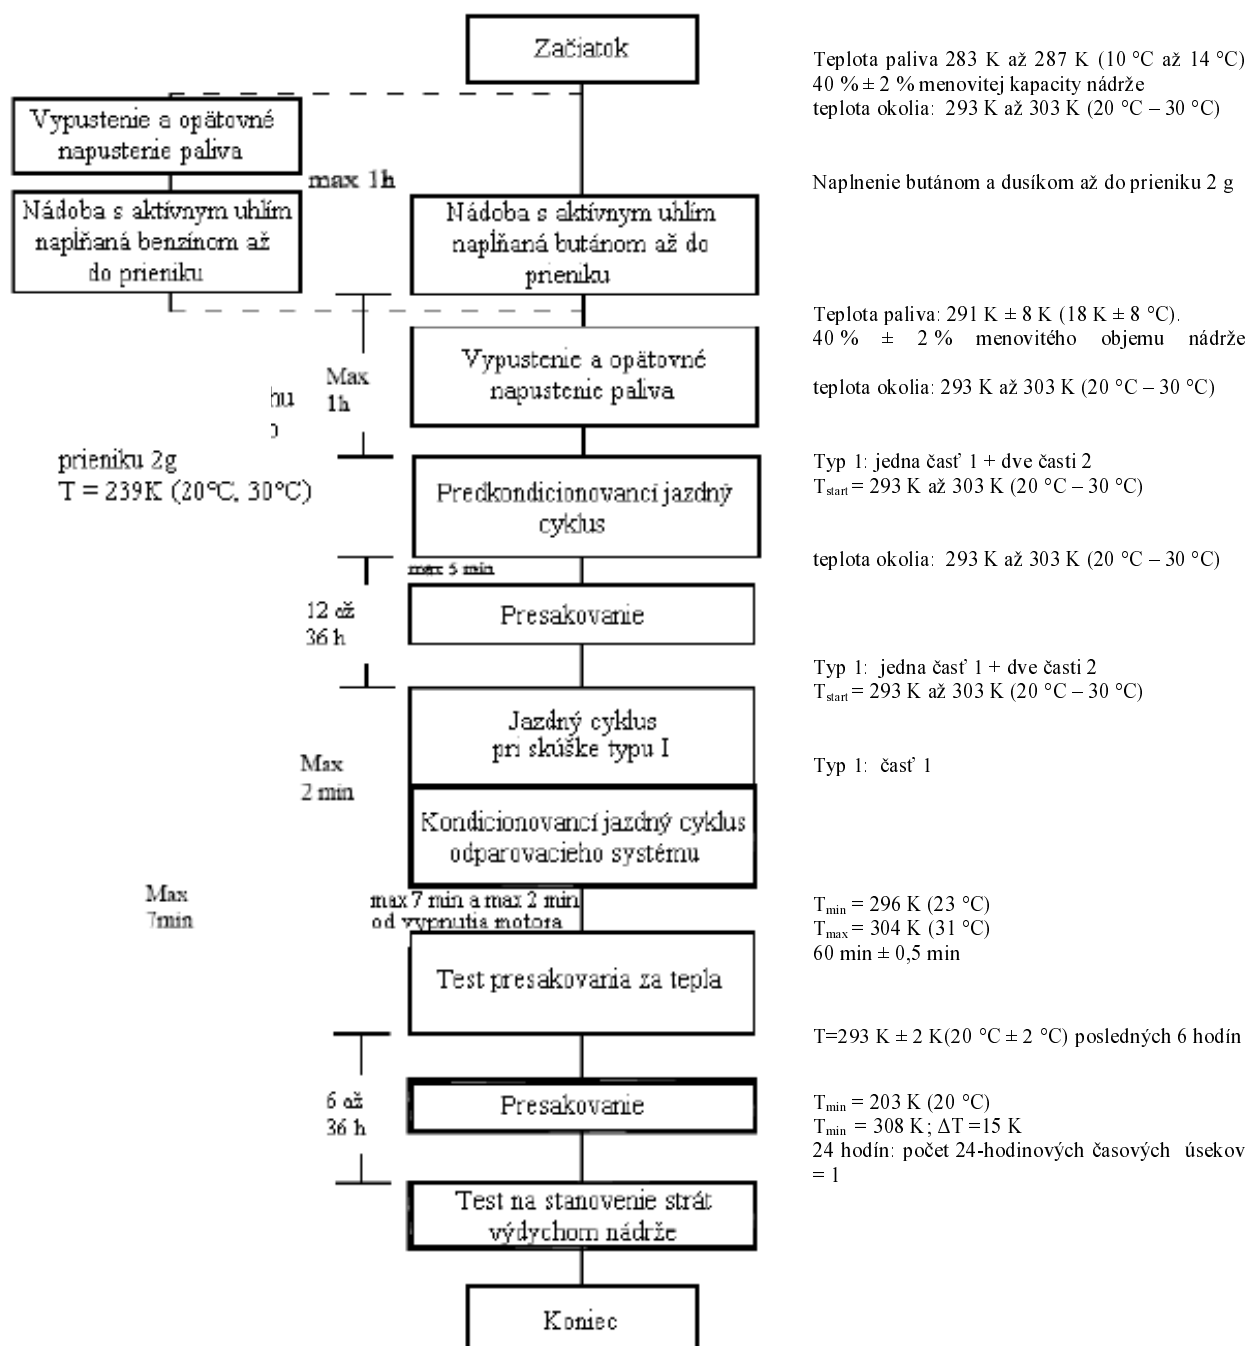 Začiatok
Teplota paliva 283 K až 287 K (10 °C až 14 °C)
40 % ± 2 % menovitej kapacity nádrže
teplota okolia: 293 K až 303 K (20 °C – 30 °C)
Vypustenie a opätovné
napustenie paliva
max 1h
Naplnenie butánom a dusíkom až do prieniku 2 g
Nádoba s aktívnym uhlím
napĺňaná benzínom až
do prieniku
Nádoba s aktívnym uhlím
napĺňaná butánom až do
prieniku
Teplota paliva: 291 K ± 8 K (18 K ± 8 °C).
40 % ± 2 % menovitého objemu nádrže
Vypustenie a opätovné
napustenie paliva
Max
1h
teplota okolia: 293 K až 303 K (20 °C – 30 °C)
hu
prieniku 2g
T = 239K (20°C, 30°C)
Typ 1: jedna časť 1 + dve časti 2
Tstart = 293 K až 303 K (20 °C – 30 °C)
Predkondicionovancí jazdný
cyklus
teplota okolia: 293 K až 303 K (20 °C – 30 °C)
max 5 min
12 až
36 h
Presakovanie
Typ 1: jedna časť 1 + dve časti 2
Tstart = 293 K až 303 K (20 °C – 30 °C)
Jazdný cyklus
pri skúške typu I
Max
2 min
Typ 1: časť 1
Kondicionovancí jazdný cyklus
odparovacieho systému
Max
7min
max 7 min a max 2 min
od vypnutia motora
Tmin = 296 K (23 °C)
Tmax = 304 K (31 °C)
60 min ± 0,5 min
Test presakovania za tepla
T=293 K ± 2 K(20 °C ± 2 °C) posledných 6 hodín
6 až
36 h
Presakovanie
Tmin = 203 K (20 °C)
Tmin = 308 K; ΔT =15 K
24 hodín: počet 24-hodinových časových úsekov
= 1
Test na stanovenie strát
výdychom nádrže
Koniec